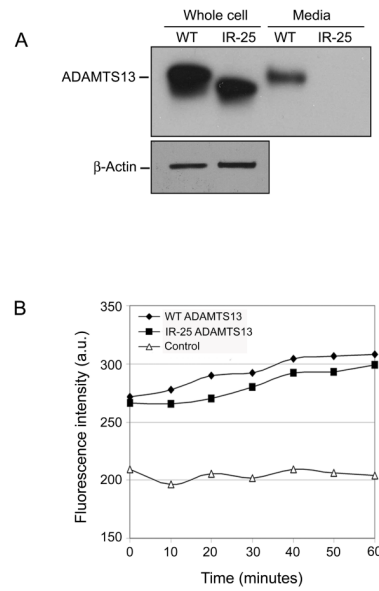 A
Whole cell Media
WT IR-25 WT IR-25
ADAMTS13
β-Actin
B
WT ADAMTS13
IR-25 ADAMTS13
Control
350
300
250
200
150
Fluorescence intensity (a.u.)
0 10 20 30 40 50 60
Time (minutes)